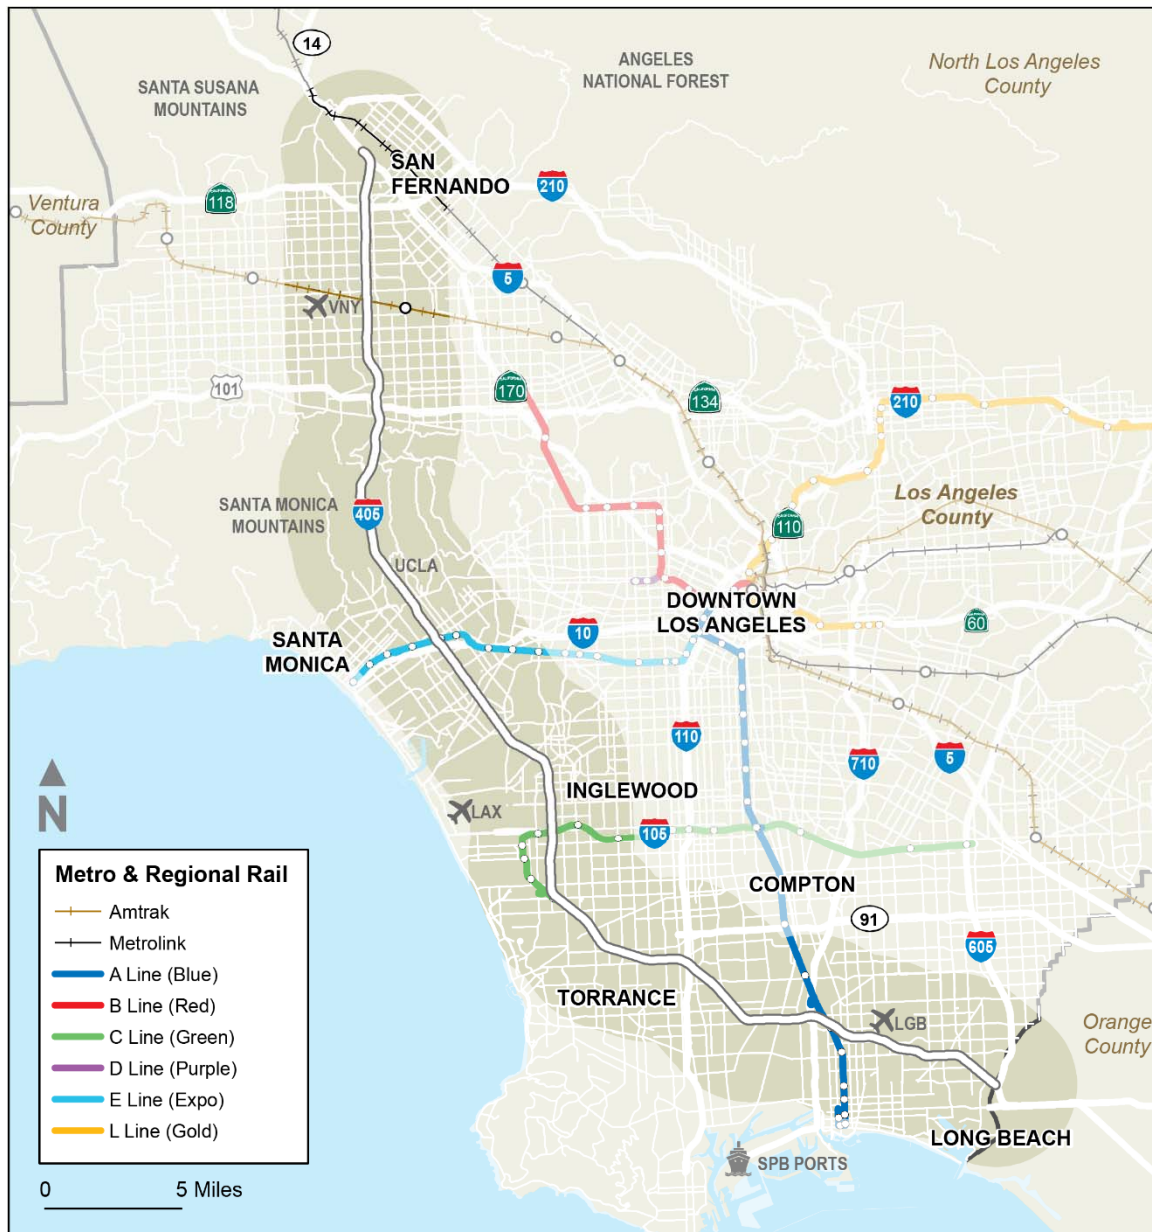 14
ANGELES
NATIONAL FOREST
North Los Angeles
County
SANTA SUSANA
MOUNTAINS
SAN
FERNANDO
CALIFORNIA
118
210
Ventura
County
5
VNY
101
CALIFORNIA
170
CALIFORNIA
134
210
SANTA MONICA
MOUNTAINS
405
Los Angeles
County
CALIFORNIA
110
UCLA
DOWNTOWN
LOS ANGELES
SANTA
MONICA
10
60
110
710
5
N
INGLEWOOD
LAX
105
COMPTON
91
605
TORRANCE
LGB
Orange
County
LONG BEACH
SPB PORTS
Metro & Regional Rail
Amtrak
Metrolink
A Line (Blue)
B Line (Red)
C Line (Green)
D Line (Purple)
E Line (Expo)
L Line (Gold)
0 5 Miles